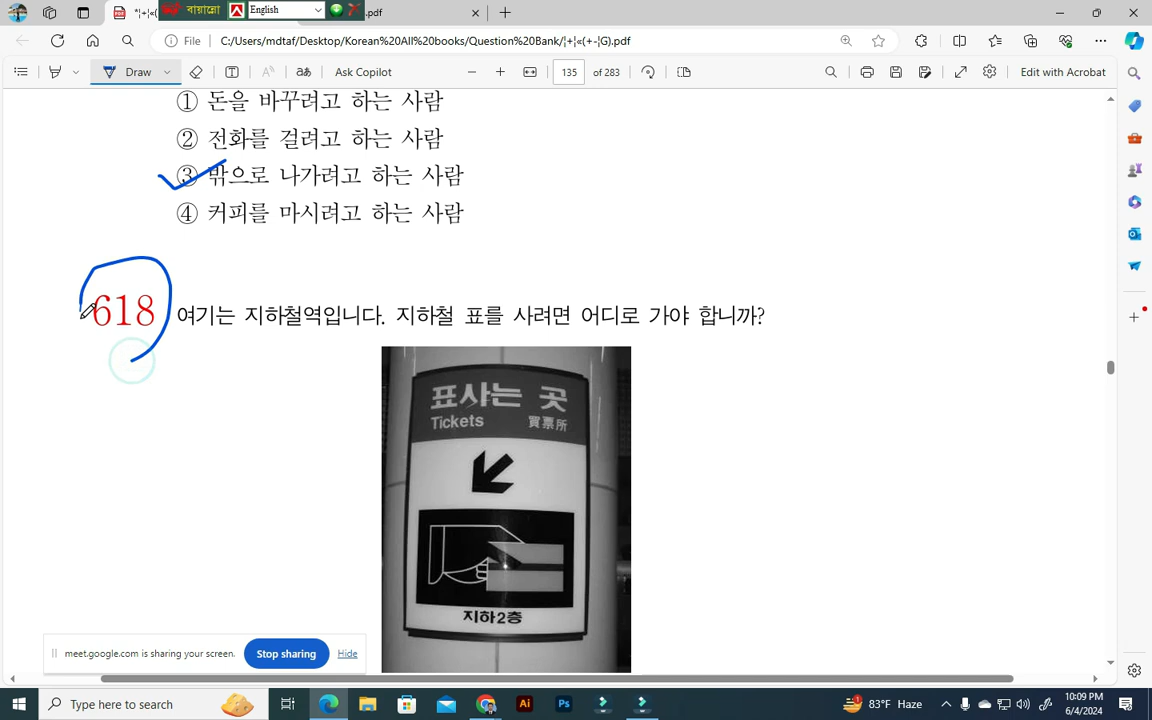 বায়ান্নো
English
.pdf
File
C:/Users/mdtaf/Desktop/Korean%20All%20books/Question%20Bank/¦+¦«(+-¦G).pdf
Draw
Ask Copilot
135
of 283
Edit with Acrobat
① 돈을 바꾸려고 하는 사람
② 전화를 걸려고 하는 사람
③ 밖으로 나가려고 하는 사람
④ 커피를 마시려고 하는 사람
618 여기는 지하철역입니다. 지하철 표를 사려면 어디로 가야 합니까?
표사는 곳
Tickets 買票所
지하2층
meet.google.com is sharing your screen.
Stop sharing
Hide
Type here to search
83°F Haze
10:09 PM
6/4/2024